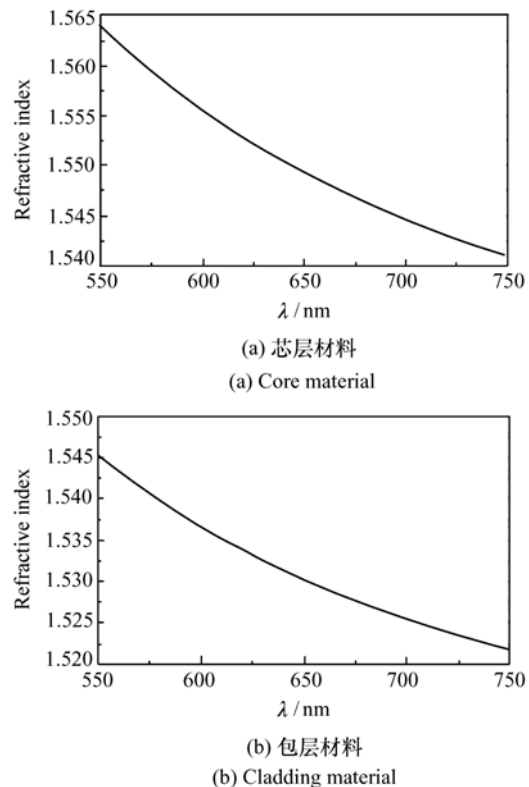 1.565
1.560
1.555
1.550
1.545
1.540
Refractive index
550
600
650
700
750
λ / nm
(a) 芯层材料
(a) Core material
1.550
1.545
1.540
1.535
1.530
1.525
1.520
Refractive index
550
600
650
700
750
λ / nm
(b) 包层材料
(b) Cladding material